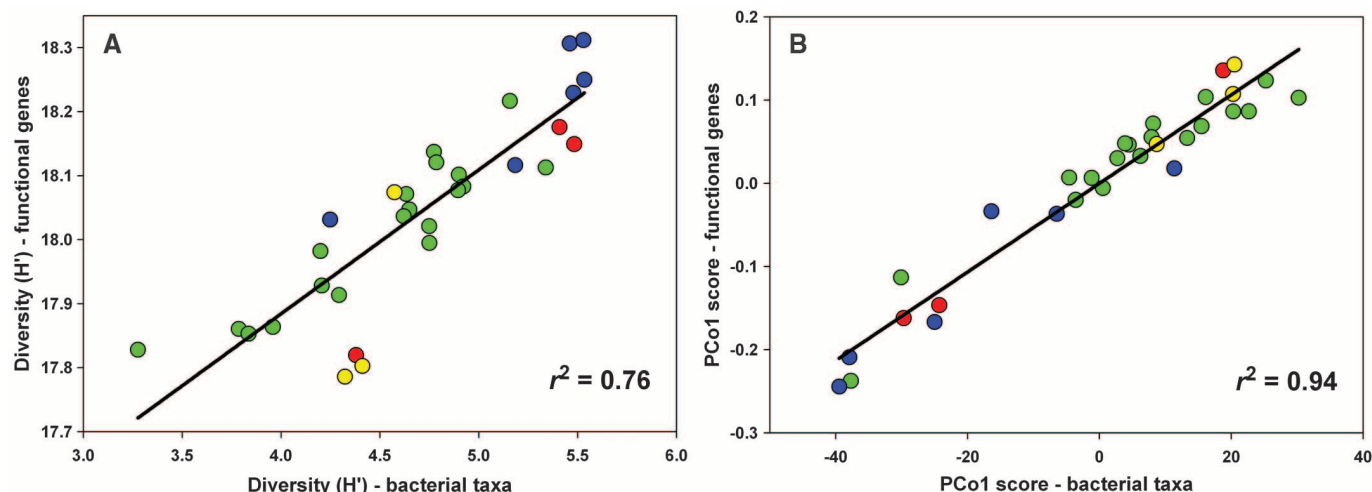 A
Diversity (H') - functional genes
18.3
18.2
18.1
18.0
17.9
17.8
17.7
r² = 0.76
3.0 3.5 4.0 4.5 5.0 5.5 6.0
Diversity (H') - bacterial taxa
B
PCo1 score - functional genes
0.2
0.1
0.0
-0.1
-0.2
-0.3
r² = 0.94
-40 -20 0 20 40
PCo1 score - bacterial taxa